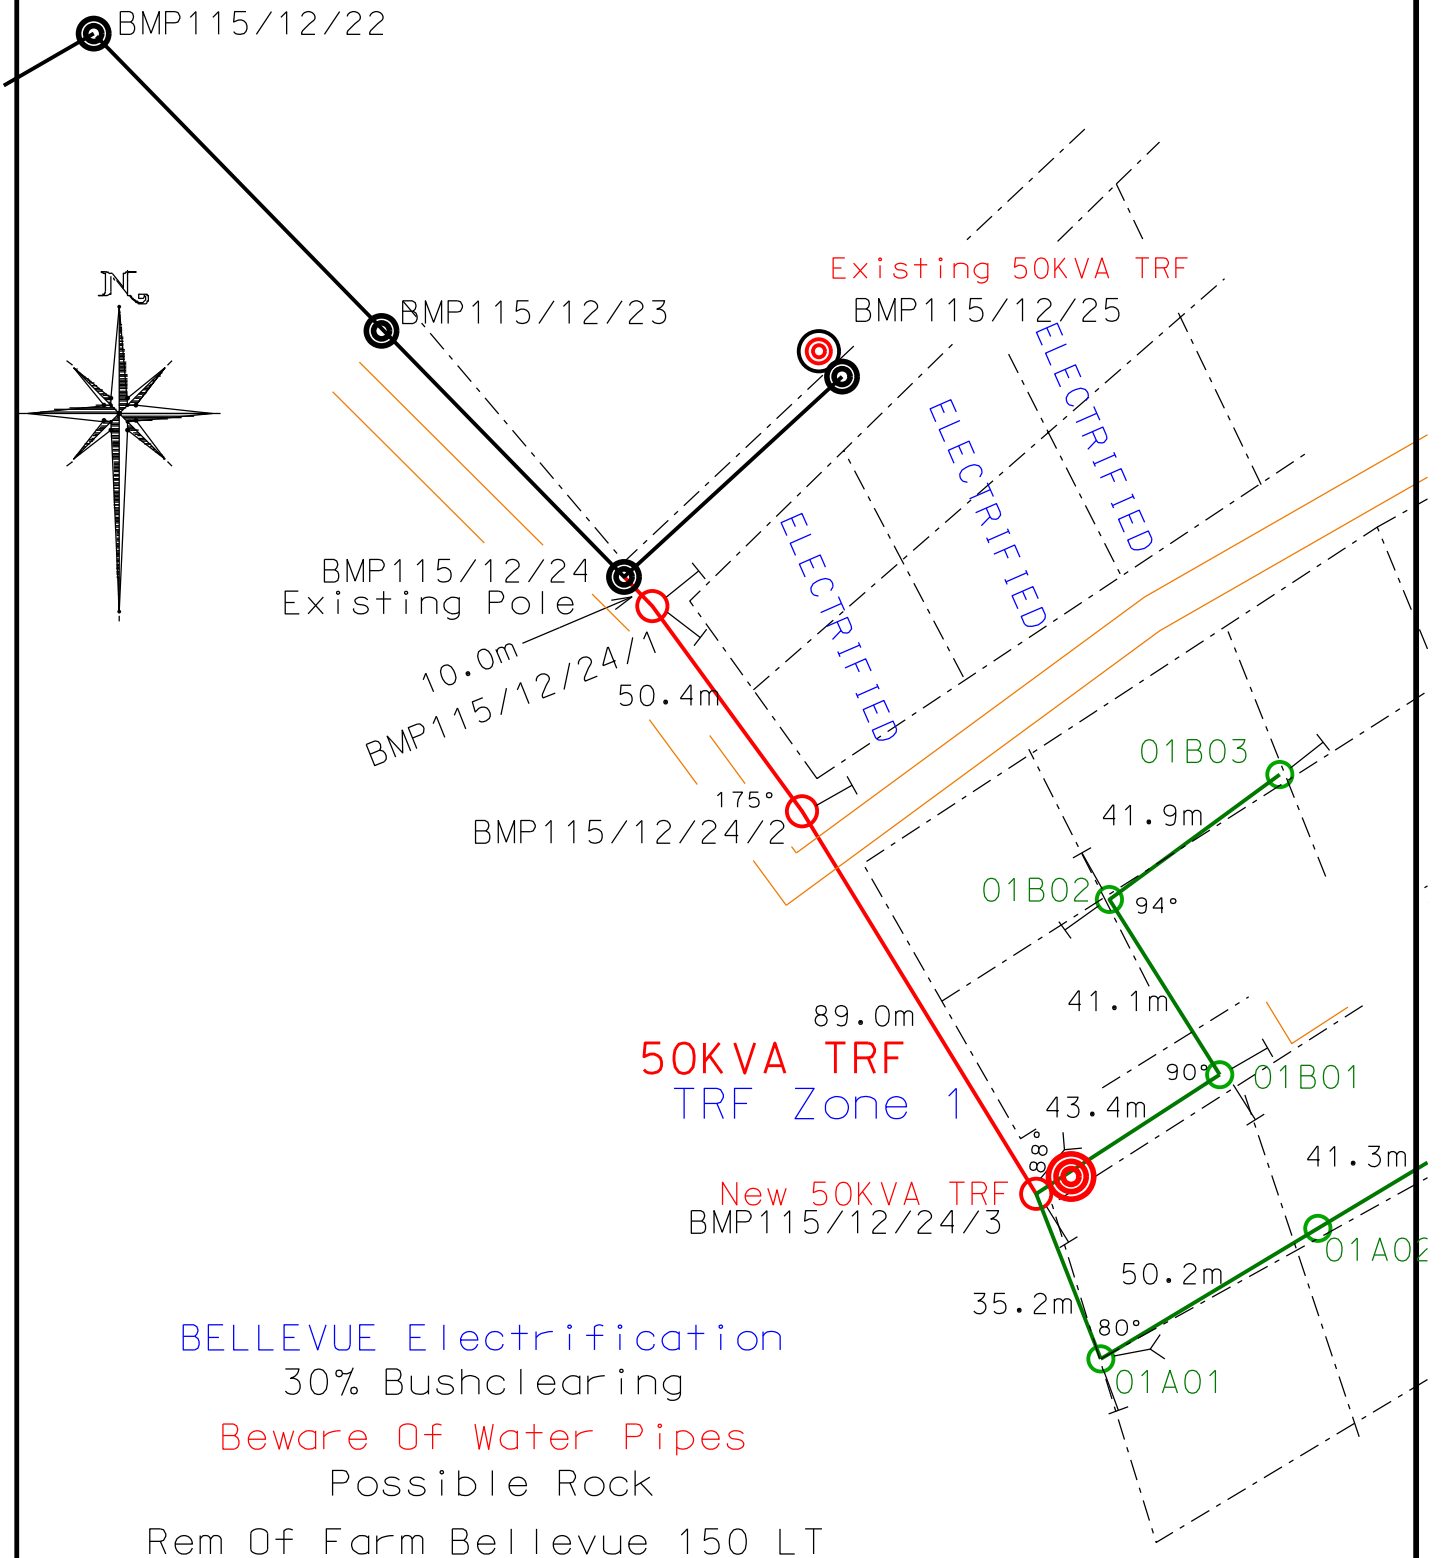 BMP115/12/22
N
Existing 50KVA TRF
BMP115/12/25
BMP115/12/23
ELECTRIFIED
ELECTRIFIED
ELECTRIFIED
BMP115/12/24
Existing Pole
10.0m
BMP115/12/24/1
50.4m
175°
BMP115/12/24/2
01B03
41.9m
01B02
94°
41.1m
89.0m
50KVA TRF
TRF Zone 1
90°
01B01
43.4m
88°
41.3m
New 50KVA TRF
BMP115/12/24/3
01A02
50.2m
35.2m
80°
01A01
BELLEVUE Electrification
30% Bushclearing
Beware Of Water Pipes
Possible Rock
Rem Of Farm Bellevue 150 LT